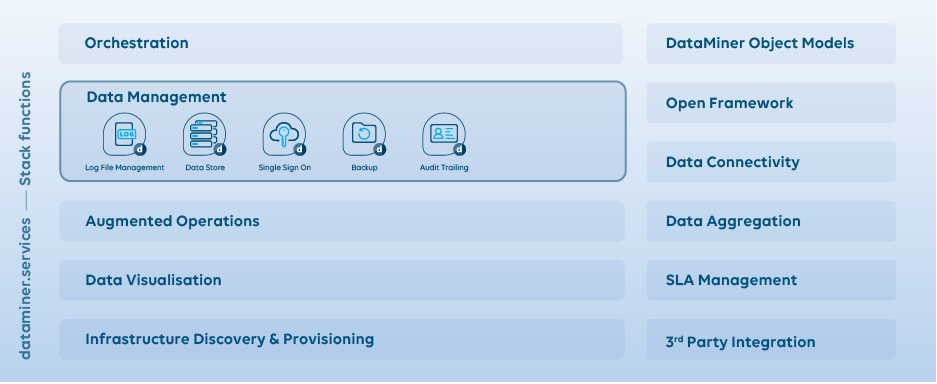 dataminer.services — Stack functions
Orchestration
Data Management
LOG
d
d
d
d
d
Log File Management
Data Store
Single Sign On
Backup
Audit Trailing
Augmented Operations
Data Visualisation
Infrastructure Discovery & Provisioning
DataMiner Object Models
Open Framework
Data Connectivity
Data Aggregation
SLA Management
3rd Party Integration